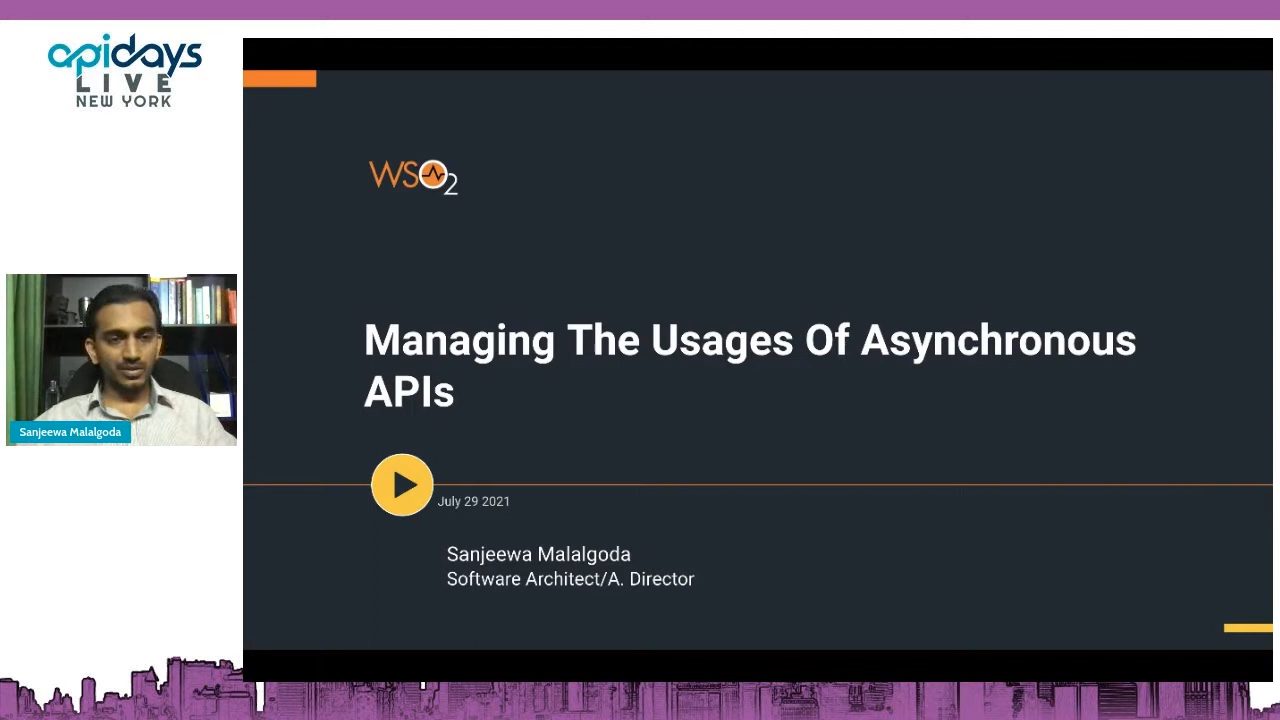 apidays
LIVE
NEW YORK
WSO2
Managing The Usages Of Asynchronous
APIs
July 29 2021
Sanjeewa Malalgoda
Software Architect/A. Director
Sanjeewa Malalgoda